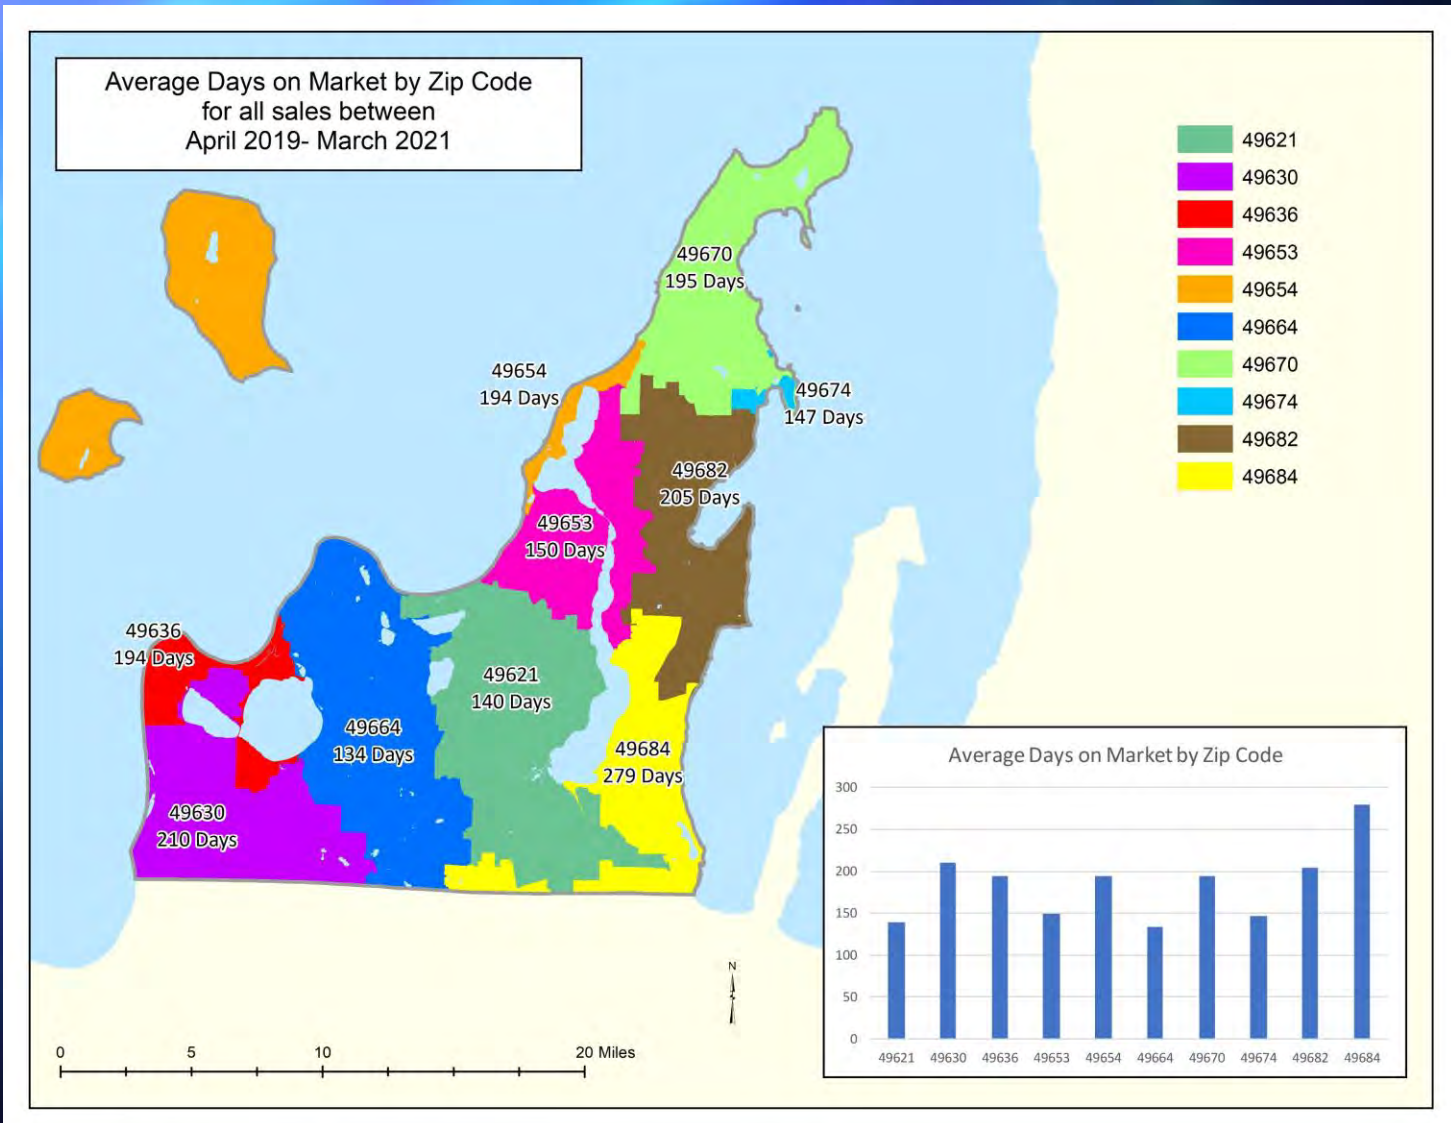 Average Days on Market by Zip Code
for all sales between
April 2019- March 2021
49621
49630
49636
49653
49654
49664
49670
49674
49682
49684
49670
195 Days
49654
194 Days
49674
147 Days
49682
205 Days
49653
150 Days
49636
194 Days
49621
140 Days
49664
134 Days
49684
279 Days
49630
210 Days
Average Days on Market by Zip Code
300
250
200
150
100
50
0
49621 49630 49636 49653 49654 49664 49670 49674 49682 49684
N
0 5 10 20 Miles